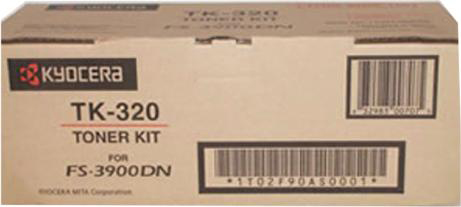 KYOCERA
TK-320
TONER KIT
FOR
FS-3900DN
KYOCERA MITA Corporation
*1T02F90AS0001*
TK-320